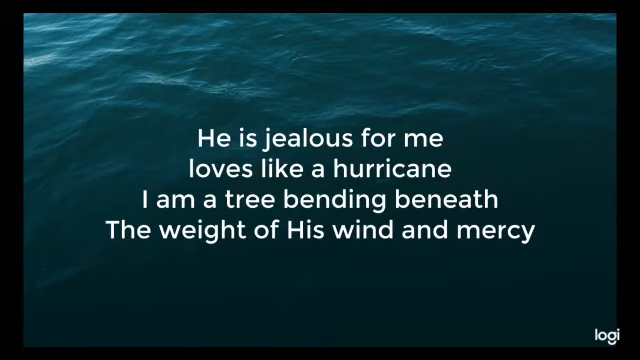 He is jealous for me
loves like a hurricane
I am a tree bending beneath
The weight of His wind and mercy
logi